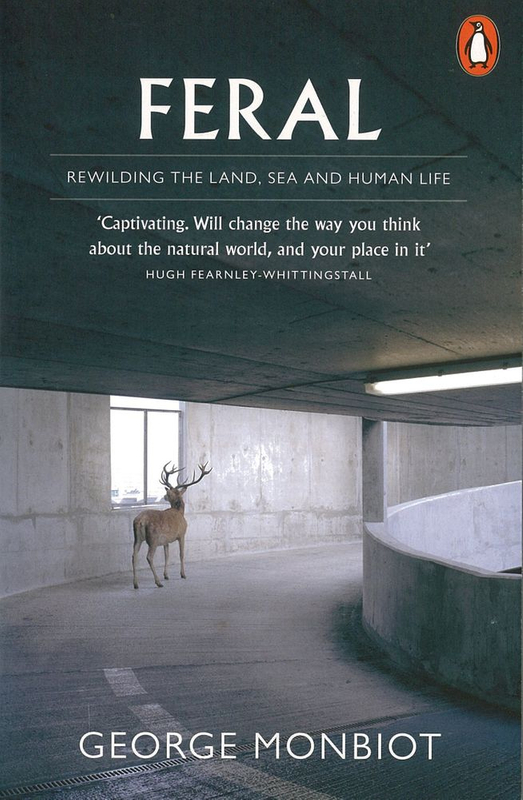 FERAL
REWILDING THE LAND, SEA AND HUMAN LIFE
‘Captivating. Will change the way you think
about the natural world, and your place in it’
HUGH FEARNLEY-WHITTINGSTALL
GEORGE MONBIOT